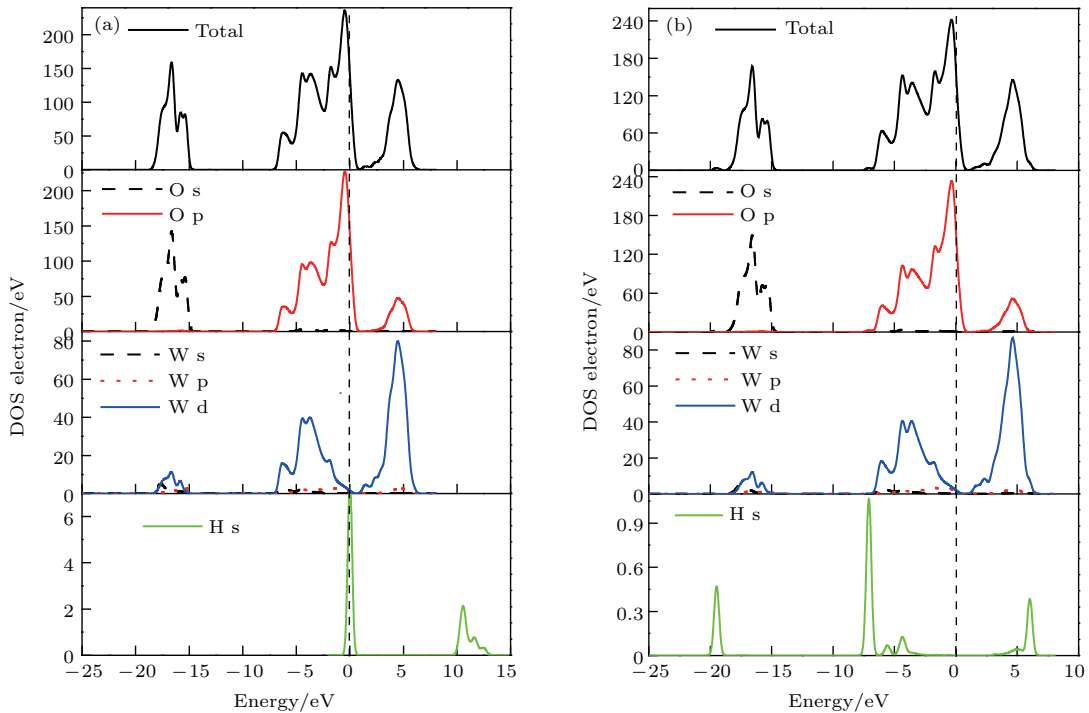 (a)
Total
200
150
100
50
0
O s
O p
200
150
100
50
0
W s
W p
W d
80
60
40
20
0
H s
6
4
2
0
−25 −20 −15 −10 −5 0 5 10 15
Energy/eV
DOS electron/eV
(b)
Total
240
180
120
60
0
O s
O p
240
180
120
60
0
W s
W p
W d
80
60
40
20
0
H s
0.9
0.6
0.3
0
−25 −20 −15 −10 −5 0 5 10
Energy/eV
DOS electron/eV